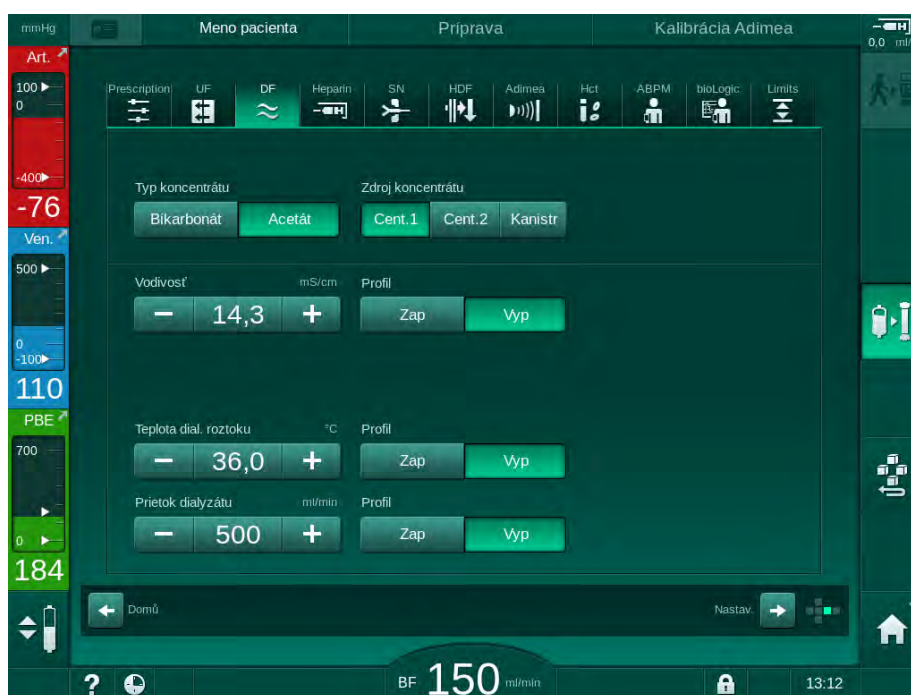 mmHg Meno pacienta Príprava Kalibrácia Adimea
0,0 ml/
Art.
100
0
-400
-76
Ven.
500
0
-100
110
PBE
700
0
184
Prescription UF DF Heparin SN HDF Adimea Hct ABPM bioLogic Limits
Typ koncentrátu Zdroj koncentrátu
Bikarbonát Acetát Cent.1 Cent.2 Kanistr
Vodivosť mS/cm Profil
− 14,3 + Zap Vyp
Teplota dial. roztoku °C Profil
− 36,0 + Zap Vyp
Prietok dialyzátu ml/min Profil
− 500 + Zap Vyp
Domů Nastav.
? BF 150 ml/min 13:12